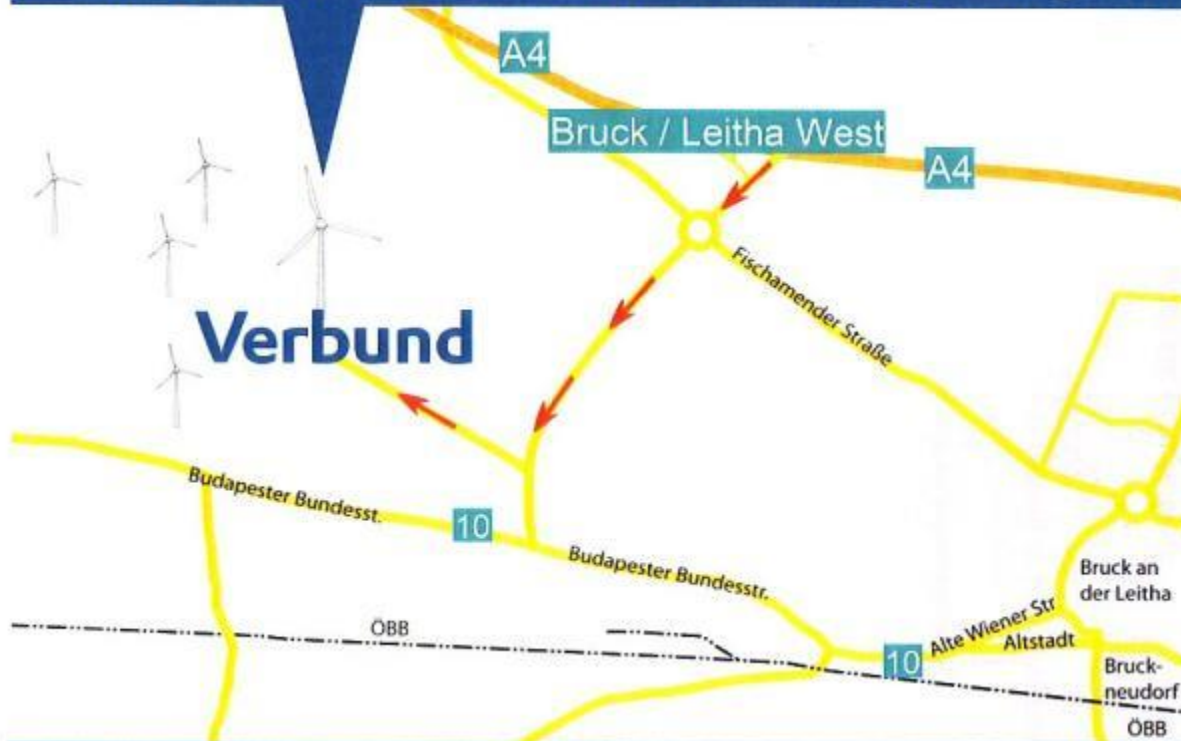 A4
Bruck / Leitha West
A4
Fischamender Straße
Verbund
Budapester Bundesst.
10
Budapester Bundesstr.
Bruck an
der Leitha
ÖBB
Alte Wiener Str
Altstadt
10
Bruck-
neudorf
ÖBB